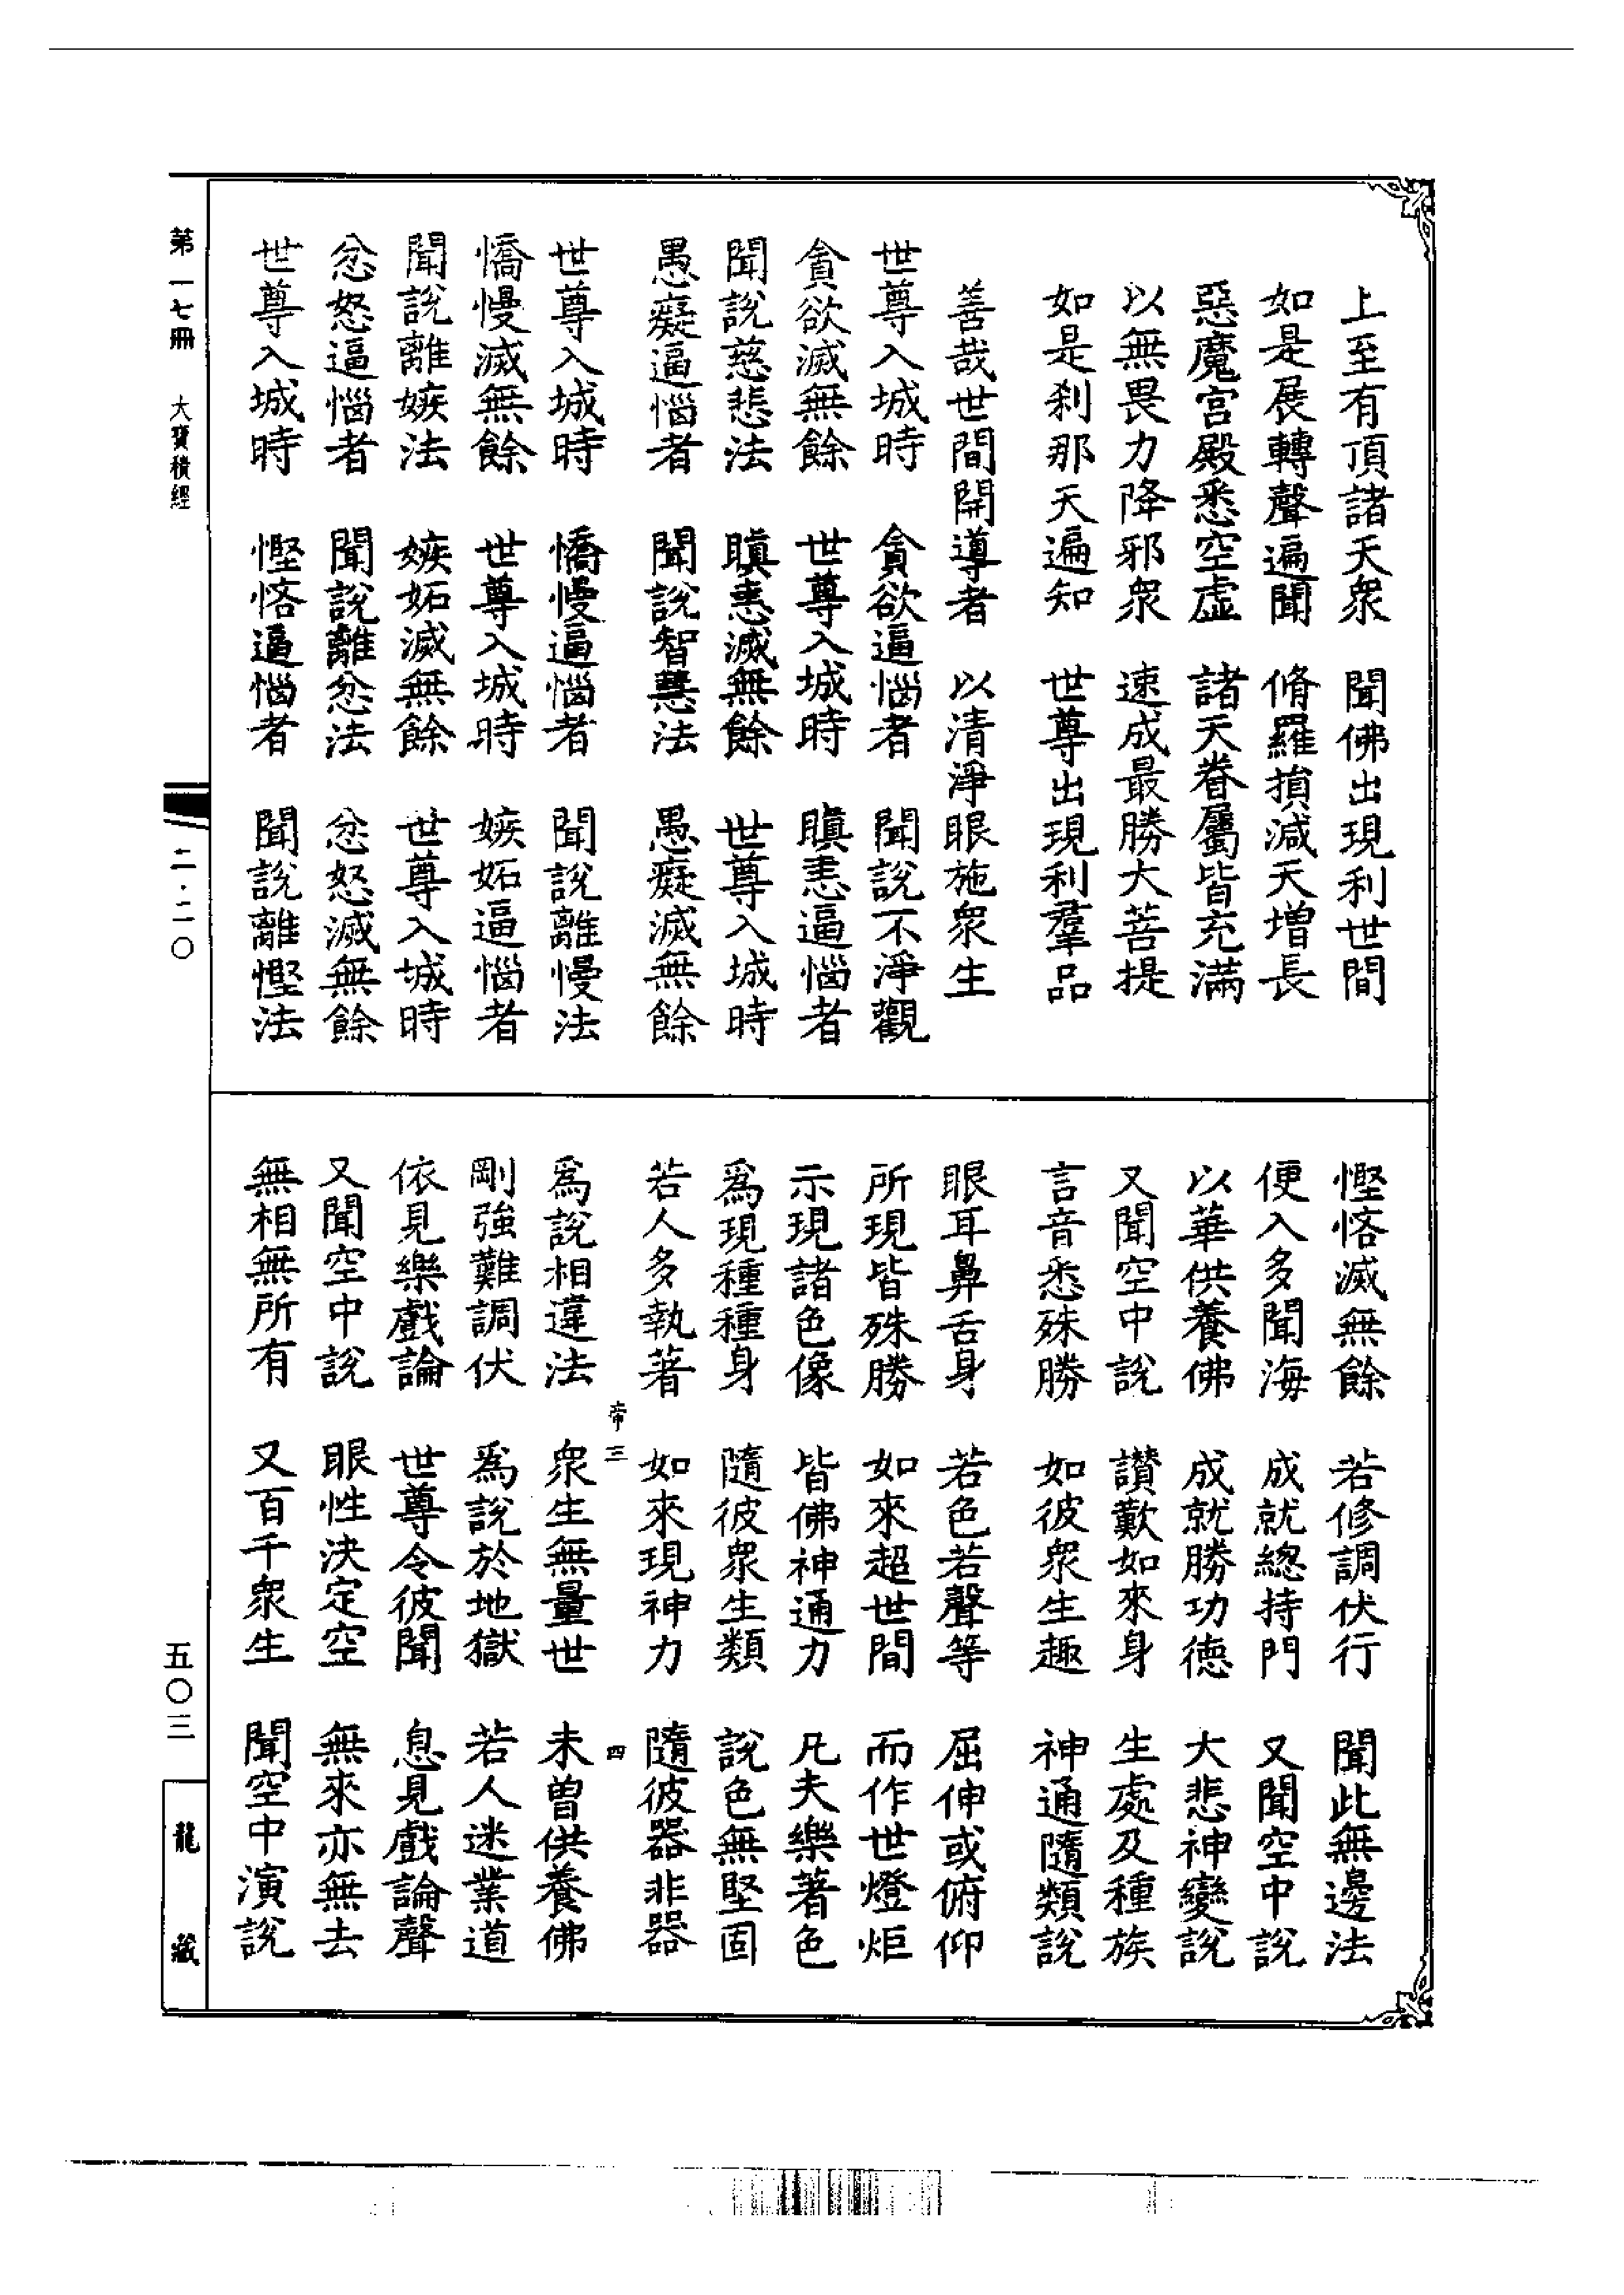 上至有頂諸天衆　聞佛出現利世間
如是展轉聲遍聞　脩羅損減天增長
惡魔宮殿悉空虛　諸天眷屬皆充滿
以無畏力降邪衆　速成最勝大菩提
如是刹那天遍知　世尊出現利羣品
善哉世間開導者　以清淨眼施衆生
世尊入城時　貪欲逼惱者　聞說不淨觀
貪欲滅無餘　世尊入城時　瞋恚逼惱者
聞說慈悲法　瞋恚滅無餘　世尊入城時
愚癡逼惱者　聞說智慧法　愚癡滅無餘
世尊入城時　憍慢逼惱者　聞說離慢法
憍慢滅無餘　世尊入城時　嫉妬逼惱者
聞說離嫉法　嫉妬滅無餘　世尊入城時
忿怒逼惱者　聞說離忿法　忿怒滅無餘
世尊入城時　慳悋逼惱者　聞說離慳法
慳悋滅無餘　若修調伏行　聞此無邊法
便入多聞海　成就總持門　又聞空中說
以華供養佛　成就勝功德　大悲神變說
又聞空中說　讃歎如來身　生處及種族
言音悉殊勝　如彼衆生趣　神通隨類說
眼耳鼻舌身　若色若聲等　屈伸或俯仰
所現皆殊勝　如來超世間　而作世燈炬
示現諸色像　皆佛神通力　凡夫樂著色
爲現種種身　隨彼衆生類　說色無堅固
若人多執著　如來現神力　隨彼器非器
帝三　四
爲說相違法　衆生無量世　未曾供養佛
剛強難調伏　爲說於地獄　若人迷業道
依見樂戲論　世尊令彼聞　息見戲論聲
又聞空中說　眼性決定空　無來亦無去
無相無所有　又百千衆生　聞空中演說
第一七冊　大寶積經
二·二〇
五〇三
龍藏